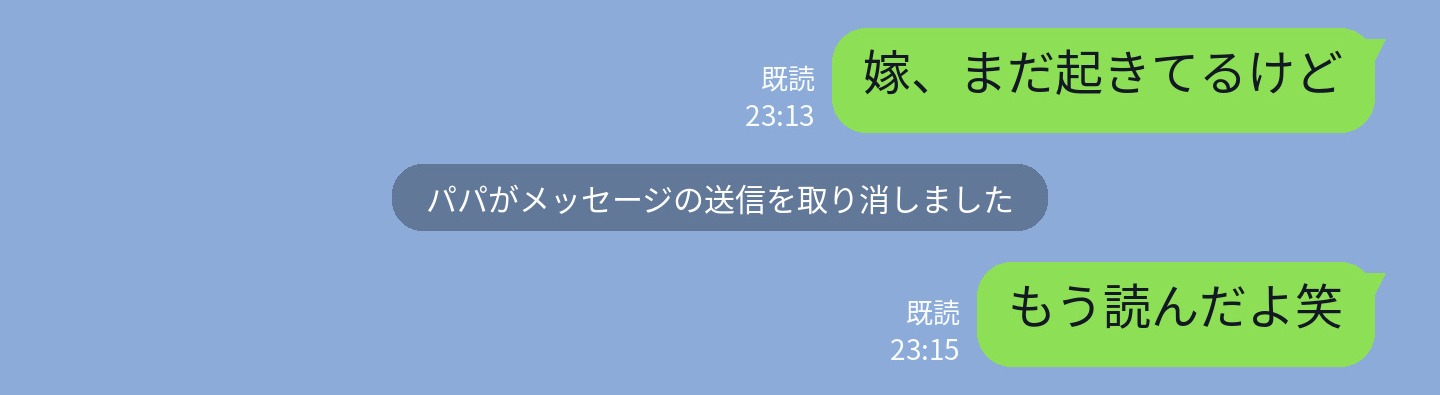 嫁、まだ起きてるけど
既読
23:13
パパがメッセージの送信を取り消しました
もう読んだよ笑
既読
23:15